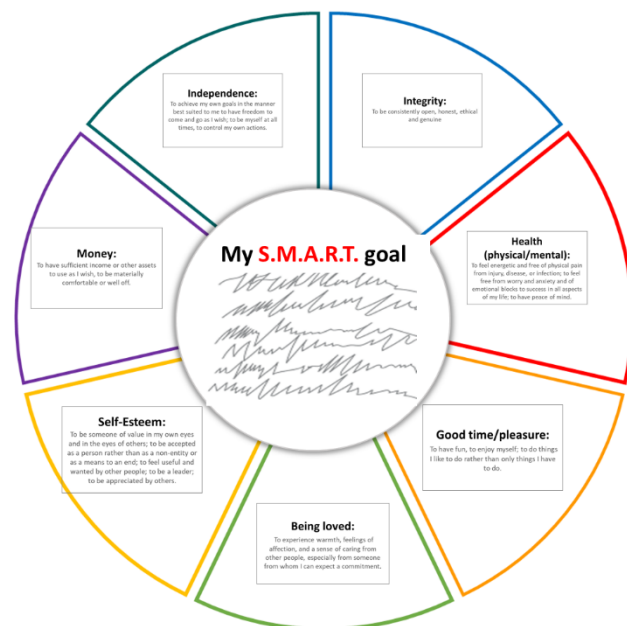 Independence:
To achieve my own goals in the manner
best suited to me to have freedom to
come and go as I wish; to be myself at all
times, to control my own actions.
Integrity:
To be consistently open, honest, ethical
and genuine
Money:
To have sufficient income or other assets
to use as I wish, to be materially
comfortable or well off.
My S.M.A.R.T. goal
Health
(physical/mental):
To feel energetic and free of physical pain
from injury, disease, or infection; to feel
free from worry and anxiety and of
emotional blocks to success in all aspects
of my life; to have peace of mind.
Self-Esteem:
To be someone of value in my own eyes
and in the eyes of others; to be accepted
as a person rather than as a non-entity or
as a means to an end; to feel useful and
wanted by other people; to be a leader;
to be appreciated by others.
Good time/pleasure:
To have fun, to enjoy myself; to do things
I like to do rather than only things I have
to do.
Being loved:
To experience warmth, feelings of
affection, and a sense of caring from
other people, especially from someone
from whom I can expect a commitment.